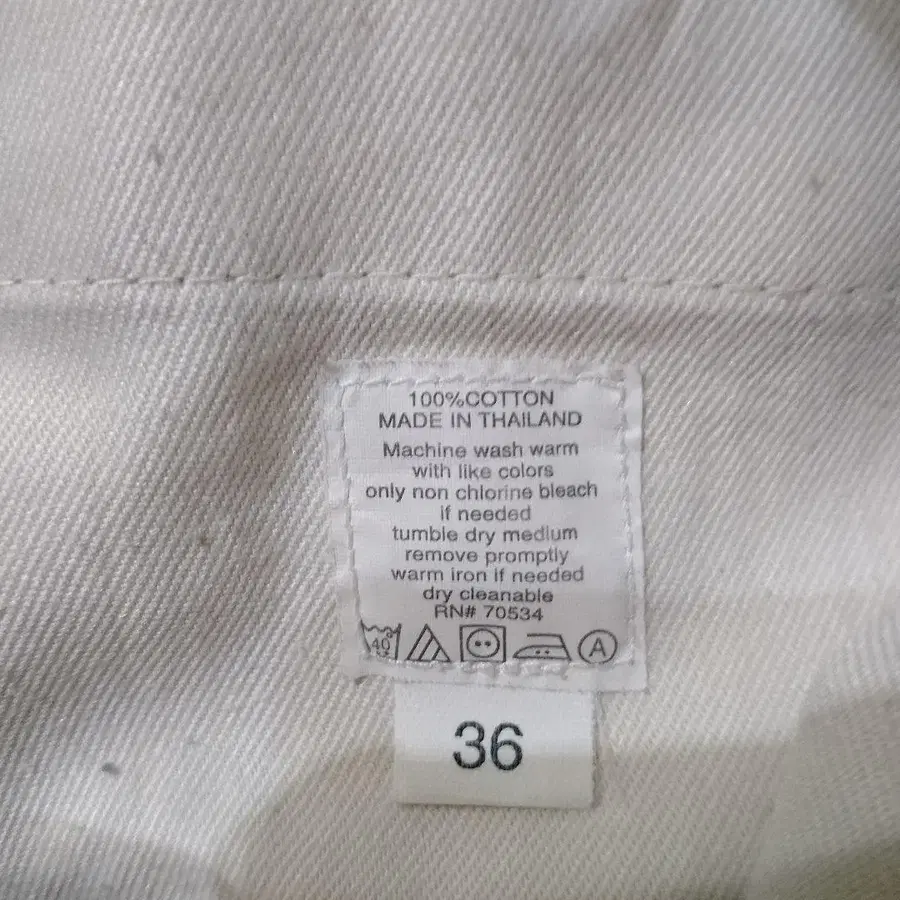 100%COTTON
MADE IN THAILAND
Machine wash warm
with like colors
only non chlorine bleach
if needed
tumble dry medium
remove promptly
warm iron if needed
dry cleanable
RN# 70534
40 A
36